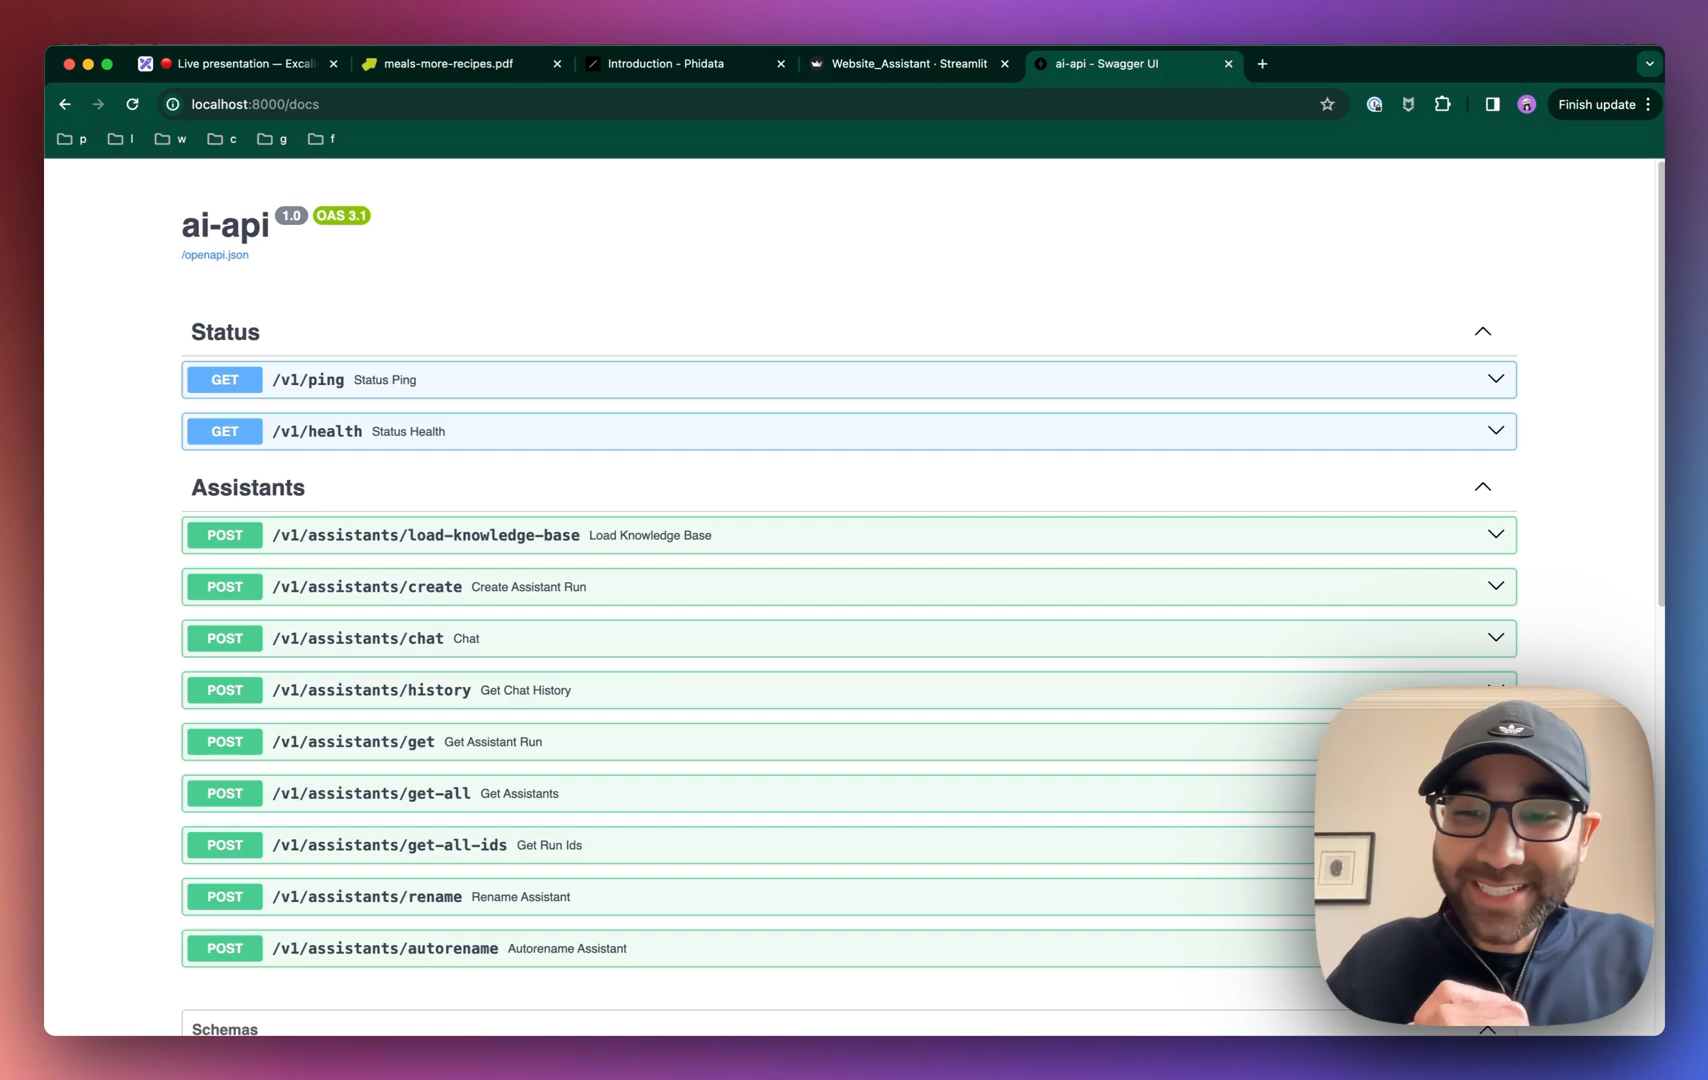 Live presentation — Excali
meals-more-recipes.pdf
Introduction - Phidata
Website_Assistant · Streamlit
ai-api - Swagger UI
localhost:8000/docs
Finish update
p
l
w
c
g
f
ai-api 1.0 OAS 3.1
/openapi.json
Status
GET /v1/ping Status Ping
GET /v1/health Status Health
Assistants
POST /v1/assistants/load-knowledge-base Load Knowledge Base
POST /v1/assistants/create Create Assistant Run
POST /v1/assistants/chat Chat
POST /v1/assistants/history Get Chat History
POST /v1/assistants/get Get Assistant Run
POST /v1/assistants/get-all Get Assistants
POST /v1/assistants/get-all-ids Get Run Ids
POST /v1/assistants/rename Rename Assistant
POST /v1/assistants/autorename Autorename Assistant
Schemas